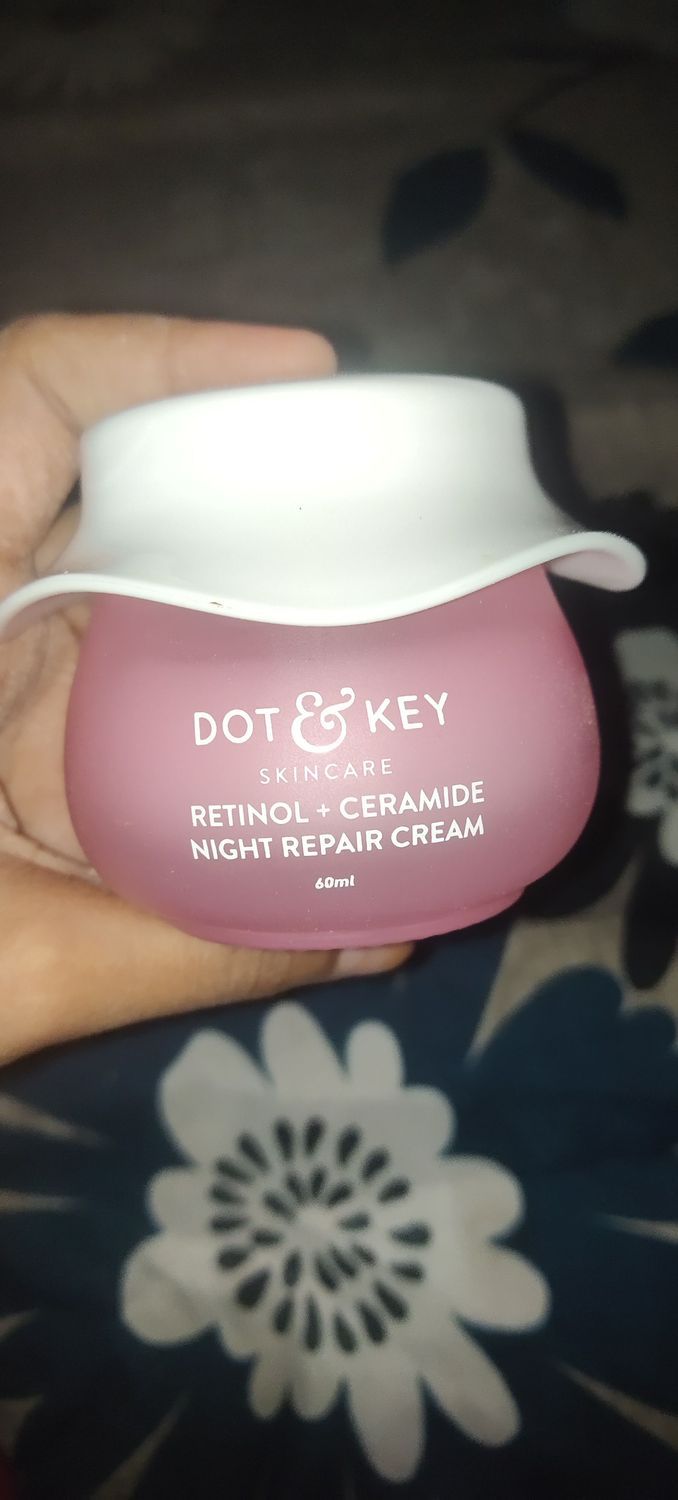 DOT & KEY
SKINCARE
RETINOL + CERAMIDE
NIGHT REPAIR CREAM
60ml